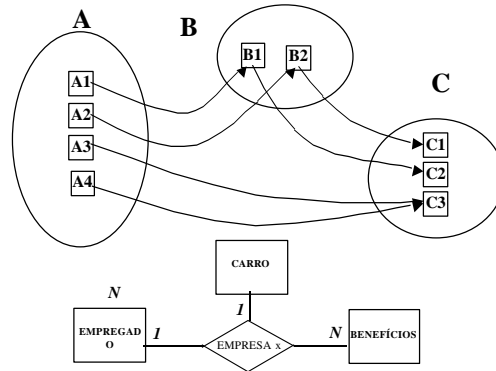 A
B
C
A1
A2
A3
A4
B1
B2
C1
C2
C3
CARRO
N
1
EMPREGAD
O
1
EMPRESA x
N
BENEFÍCIOS